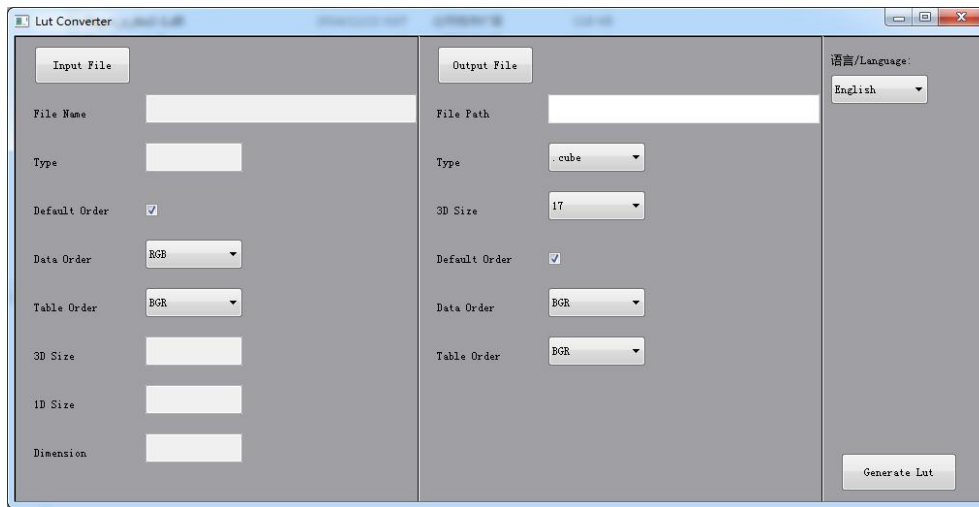 Lut Converter
Input File
File Name
Type
Default Order
Data Order
RGB
Table Order
BGR
3D Size
1D Size
Dimension
Output File
File Path
Type
.cube
3D Size
17
Default Order
Data Order
BGR
Table Order
BGR
语言/Language:
English
Generate Lut